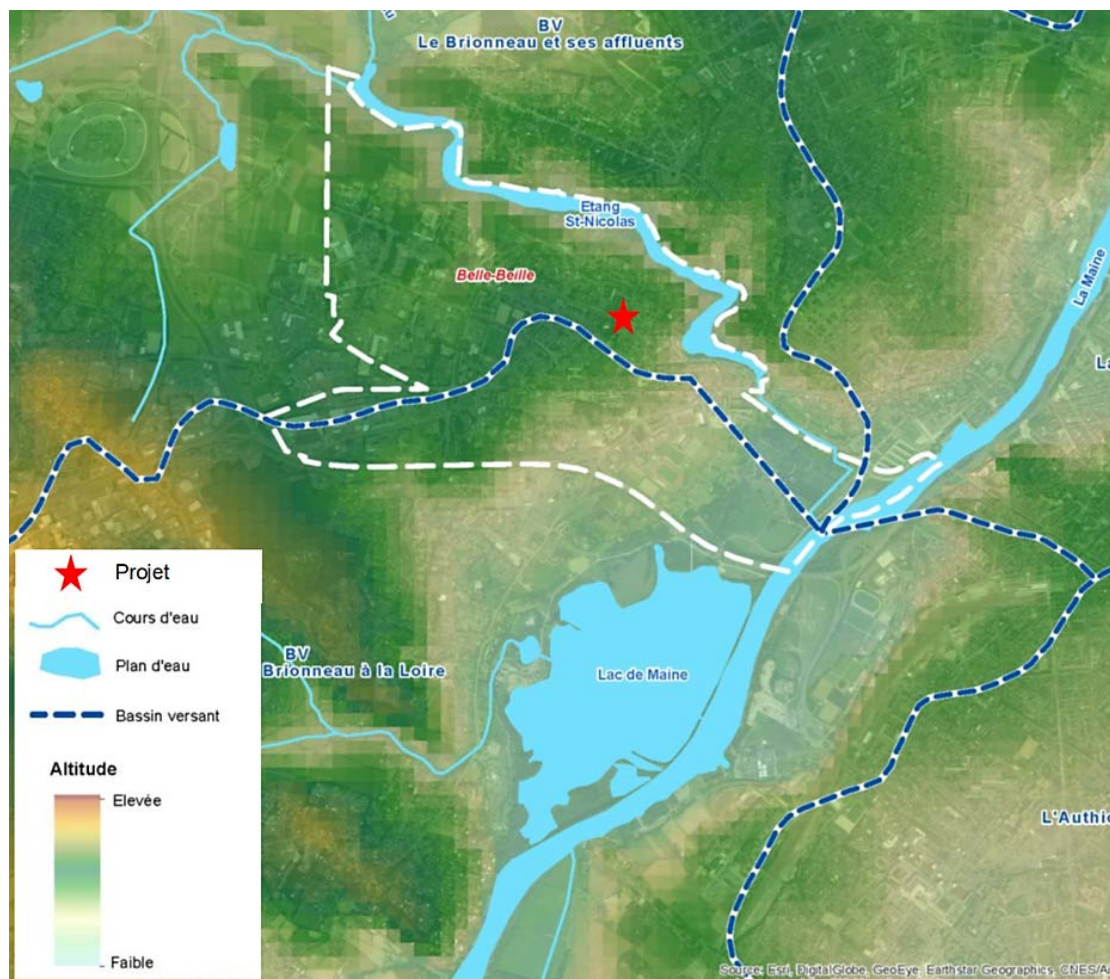 BV
Le Brionneau et ses affluents
Etang
St-Nicolas
Belle-Beille
La Maine
La
Projet
Cours d'eau
Plan d'eau
Bassin versant
Altitude
Elevée
Faible
BV
Brionneau à la Loire
Lac de Maine
L'Authio
Source: Esri, DigitalGlobe, GeoEye, Earthstar Geographics, CNES/A